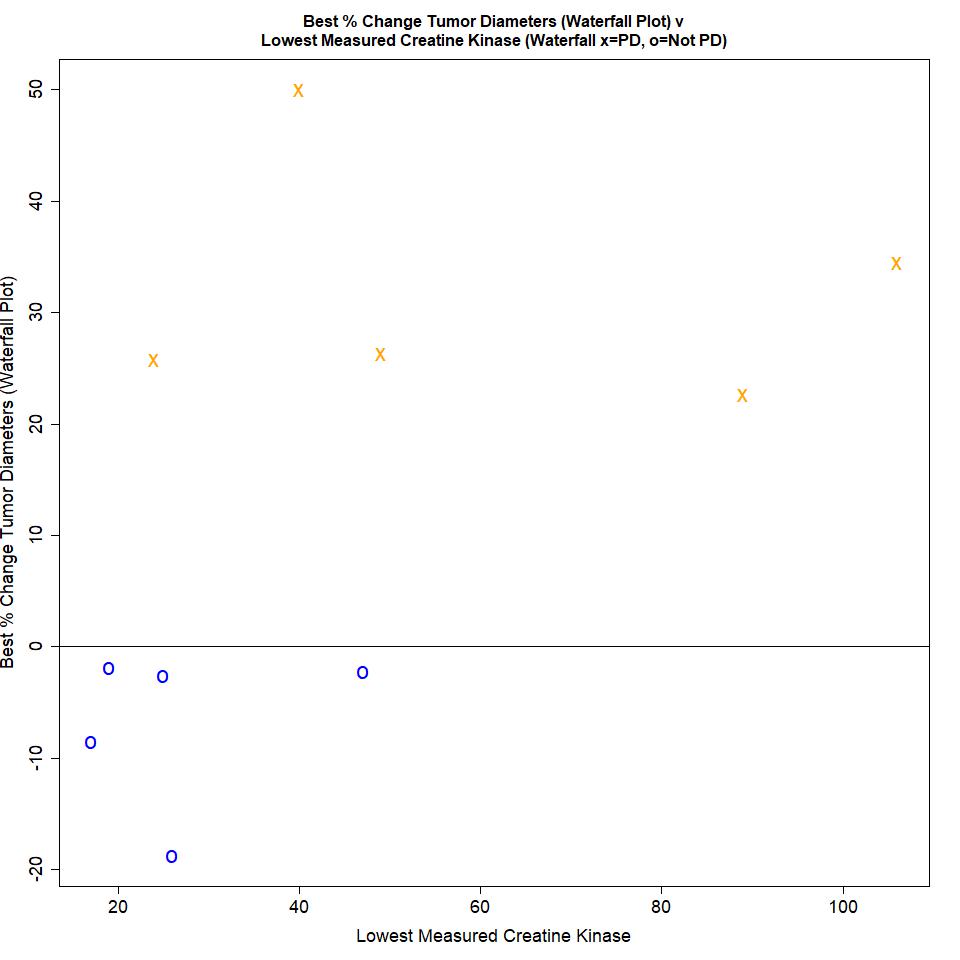 Best % Change Tumor Diameters (Waterfall Plot) v
Lowest Measured Creatine Kinase (Waterfall x=PD, o=Not PD)
Best % Change Tumor Diameters (Waterfall Plot)
50
40
30
20
10
0
-10
-20
X
X
X
X
X
O
O
O
O
O
20 40 60 80 100
Lowest Measured Creatine Kinase